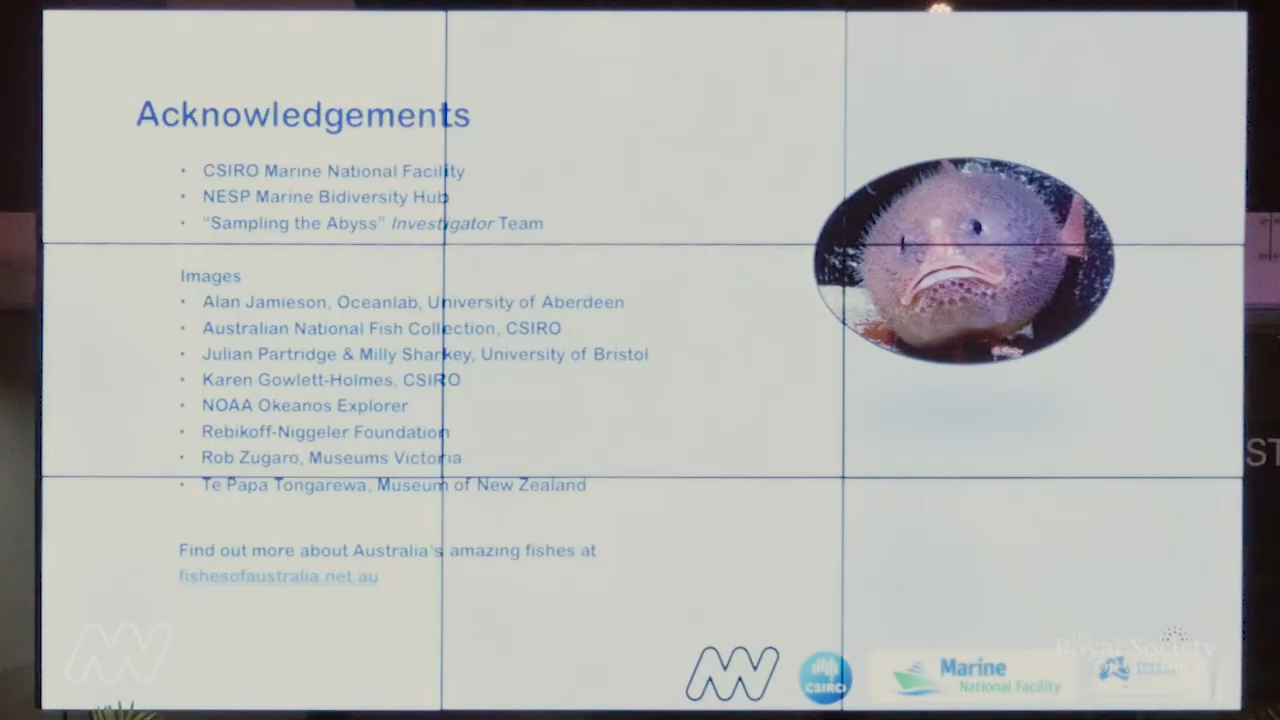 Acknowledgements
• CSIRO Marine National Facility
• NESP Marine Bidiversity Hub
• "Sampling the Abyss" Investigator Team
Images
• Alan Jamieson, Oceanlab, University of Aberdeen
• Australian National Fish Collection, CSIRO
• Julian Partridge & Milly Sharkey, University of Bristol
• Karen Gowlett-Holmes, CSIRO
• NOAA Okeanos Explorer
• Rebikoff-Niggeler Foundation
• Rob Zugaro, Museums Victoria
• Te Papa Tongarewa, Museum of New Zealand
Find out more about Australia's amazing fishes at
fishesofaustralia.net.au
ST
CSIRO
Marine
National Facility
Royal Society